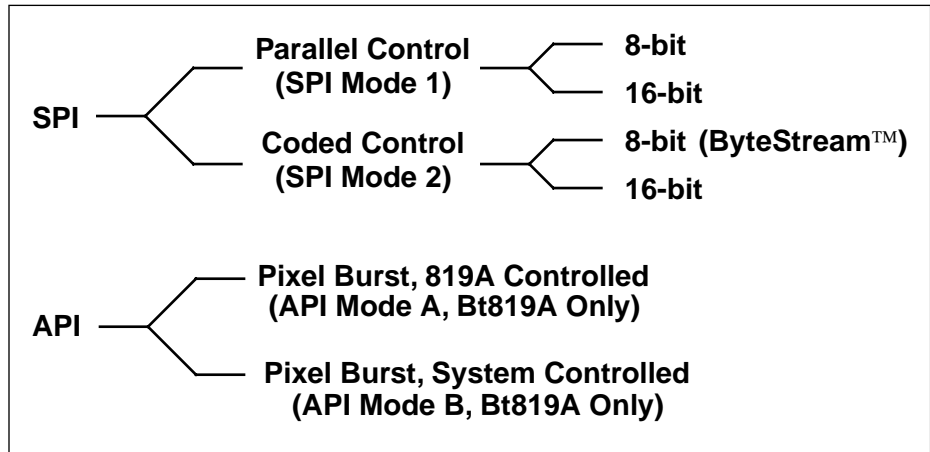 SPI
Parallel Control
(SPI Mode 1)
8-bit
16-bit
Coded Control
(SPI Mode 2)
8-bit (ByteStream™)
16-bit
API
Pixel Burst, 819A Controlled
(API Mode A, Bt819A Only)
Pixel Burst, System Controlled
(API Mode B, Bt819A Only)